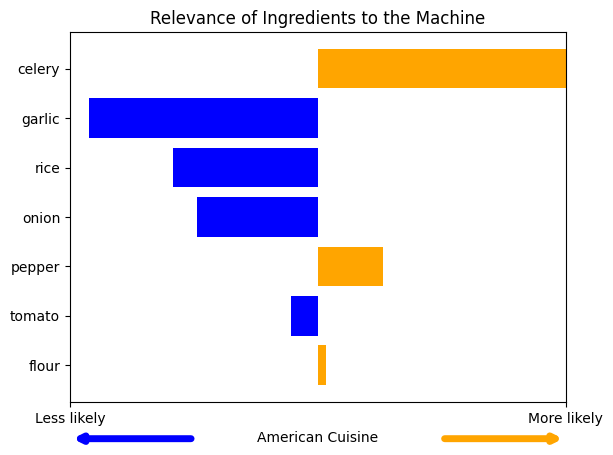 Relevance of Ingredients to the Machine
celery
garlic
rice
onion
pepper
tomato
flour
Less likely
More likely
American Cuisine